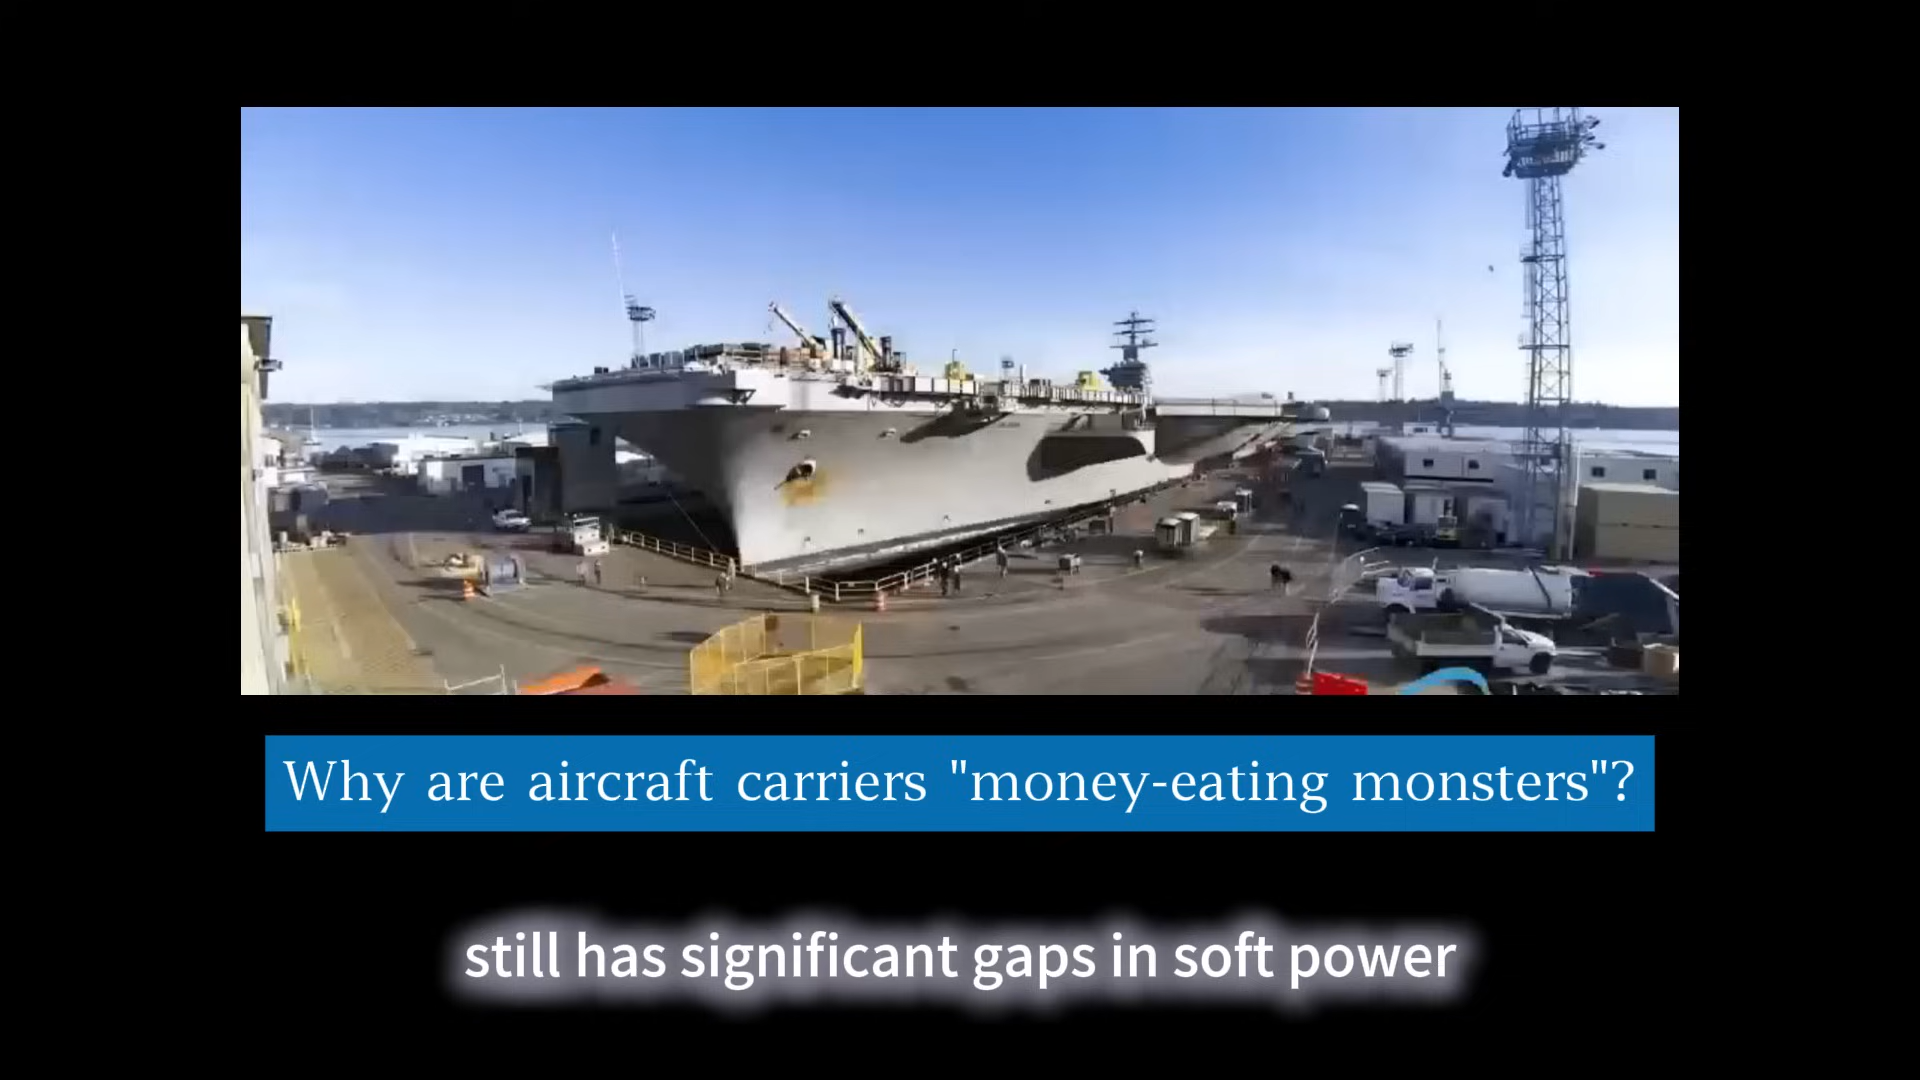 Why are aircraft carriers "money-eating monsters"?
still has significant gaps in soft power